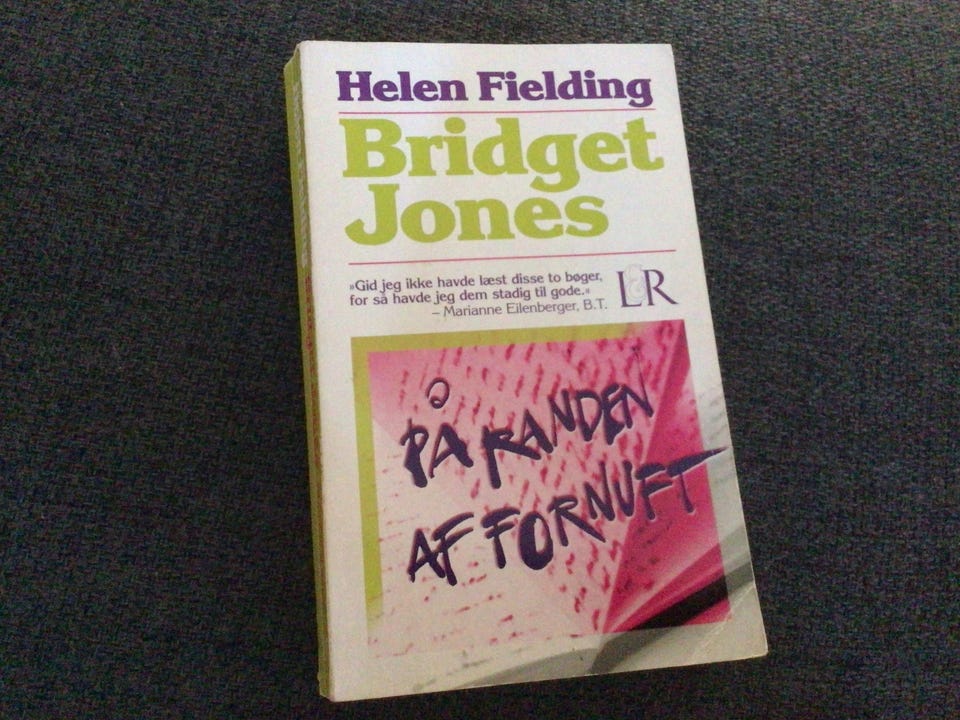 Helen Fielding
Bridget
Jones
»Gid jeg ikke havde læst disse to bøger,
for så havde jeg dem stadig til gode.«
– Marianne Eilenberger, B.T.
L&R
PÅ RANDEN
AF FORNUFT